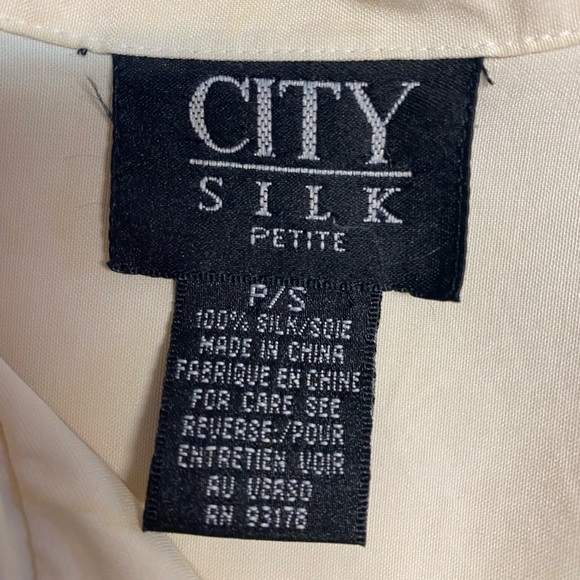 CITY
SILK
PETITE
P/S
100% SILK/SOIE
MADE IN CHINA
FABRIQUE EN CHINE
FOR CARE SEE
REVERSE./POUR
ENTRETIEN VOIR
AU VERSO
RN 93178